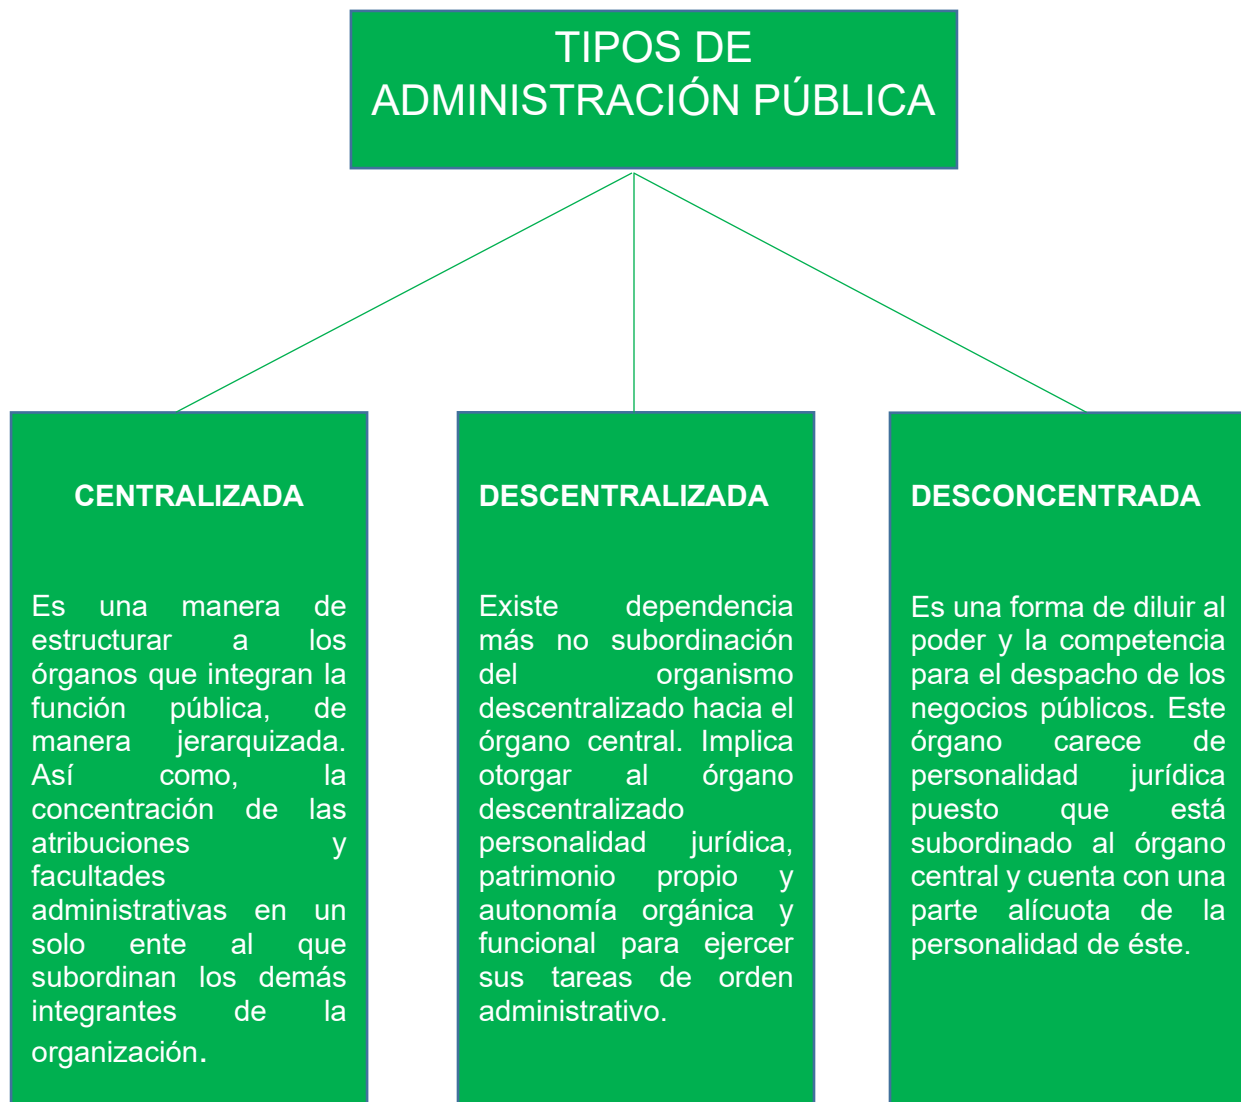 TIPOS DE
ADMINISTRACIÓN PÚBLICA
CENTRALIZADA
Es una manera de
estructurar a los
órganos que integran la
función pública, de
manera jerarquizada.
Así como, la
concentración de las
atribuciones y
facultades
administrativas en un
solo ente al que
subordinan los demás
integrantes de la
organización.
DESCENTRALIZADA
Existe dependencia
más no subordinación
del organismo
descentralizado hacia el
órgano central. Implica
otorgar al órgano
descentralizado
personalidad jurídica,
patrimonio propio y
autonomía orgánica y
funcional para ejercer
sus tareas de orden
administrativo.
DESCONCENTRADA
Es una forma de diluir al
poder y la competencia
para el despacho de los
negocios públicos. Este
órgano carece de
personalidad jurídica
puesto que está
subordinado al órgano
central y cuenta con una
parte alícuota de la
personalidad de éste.